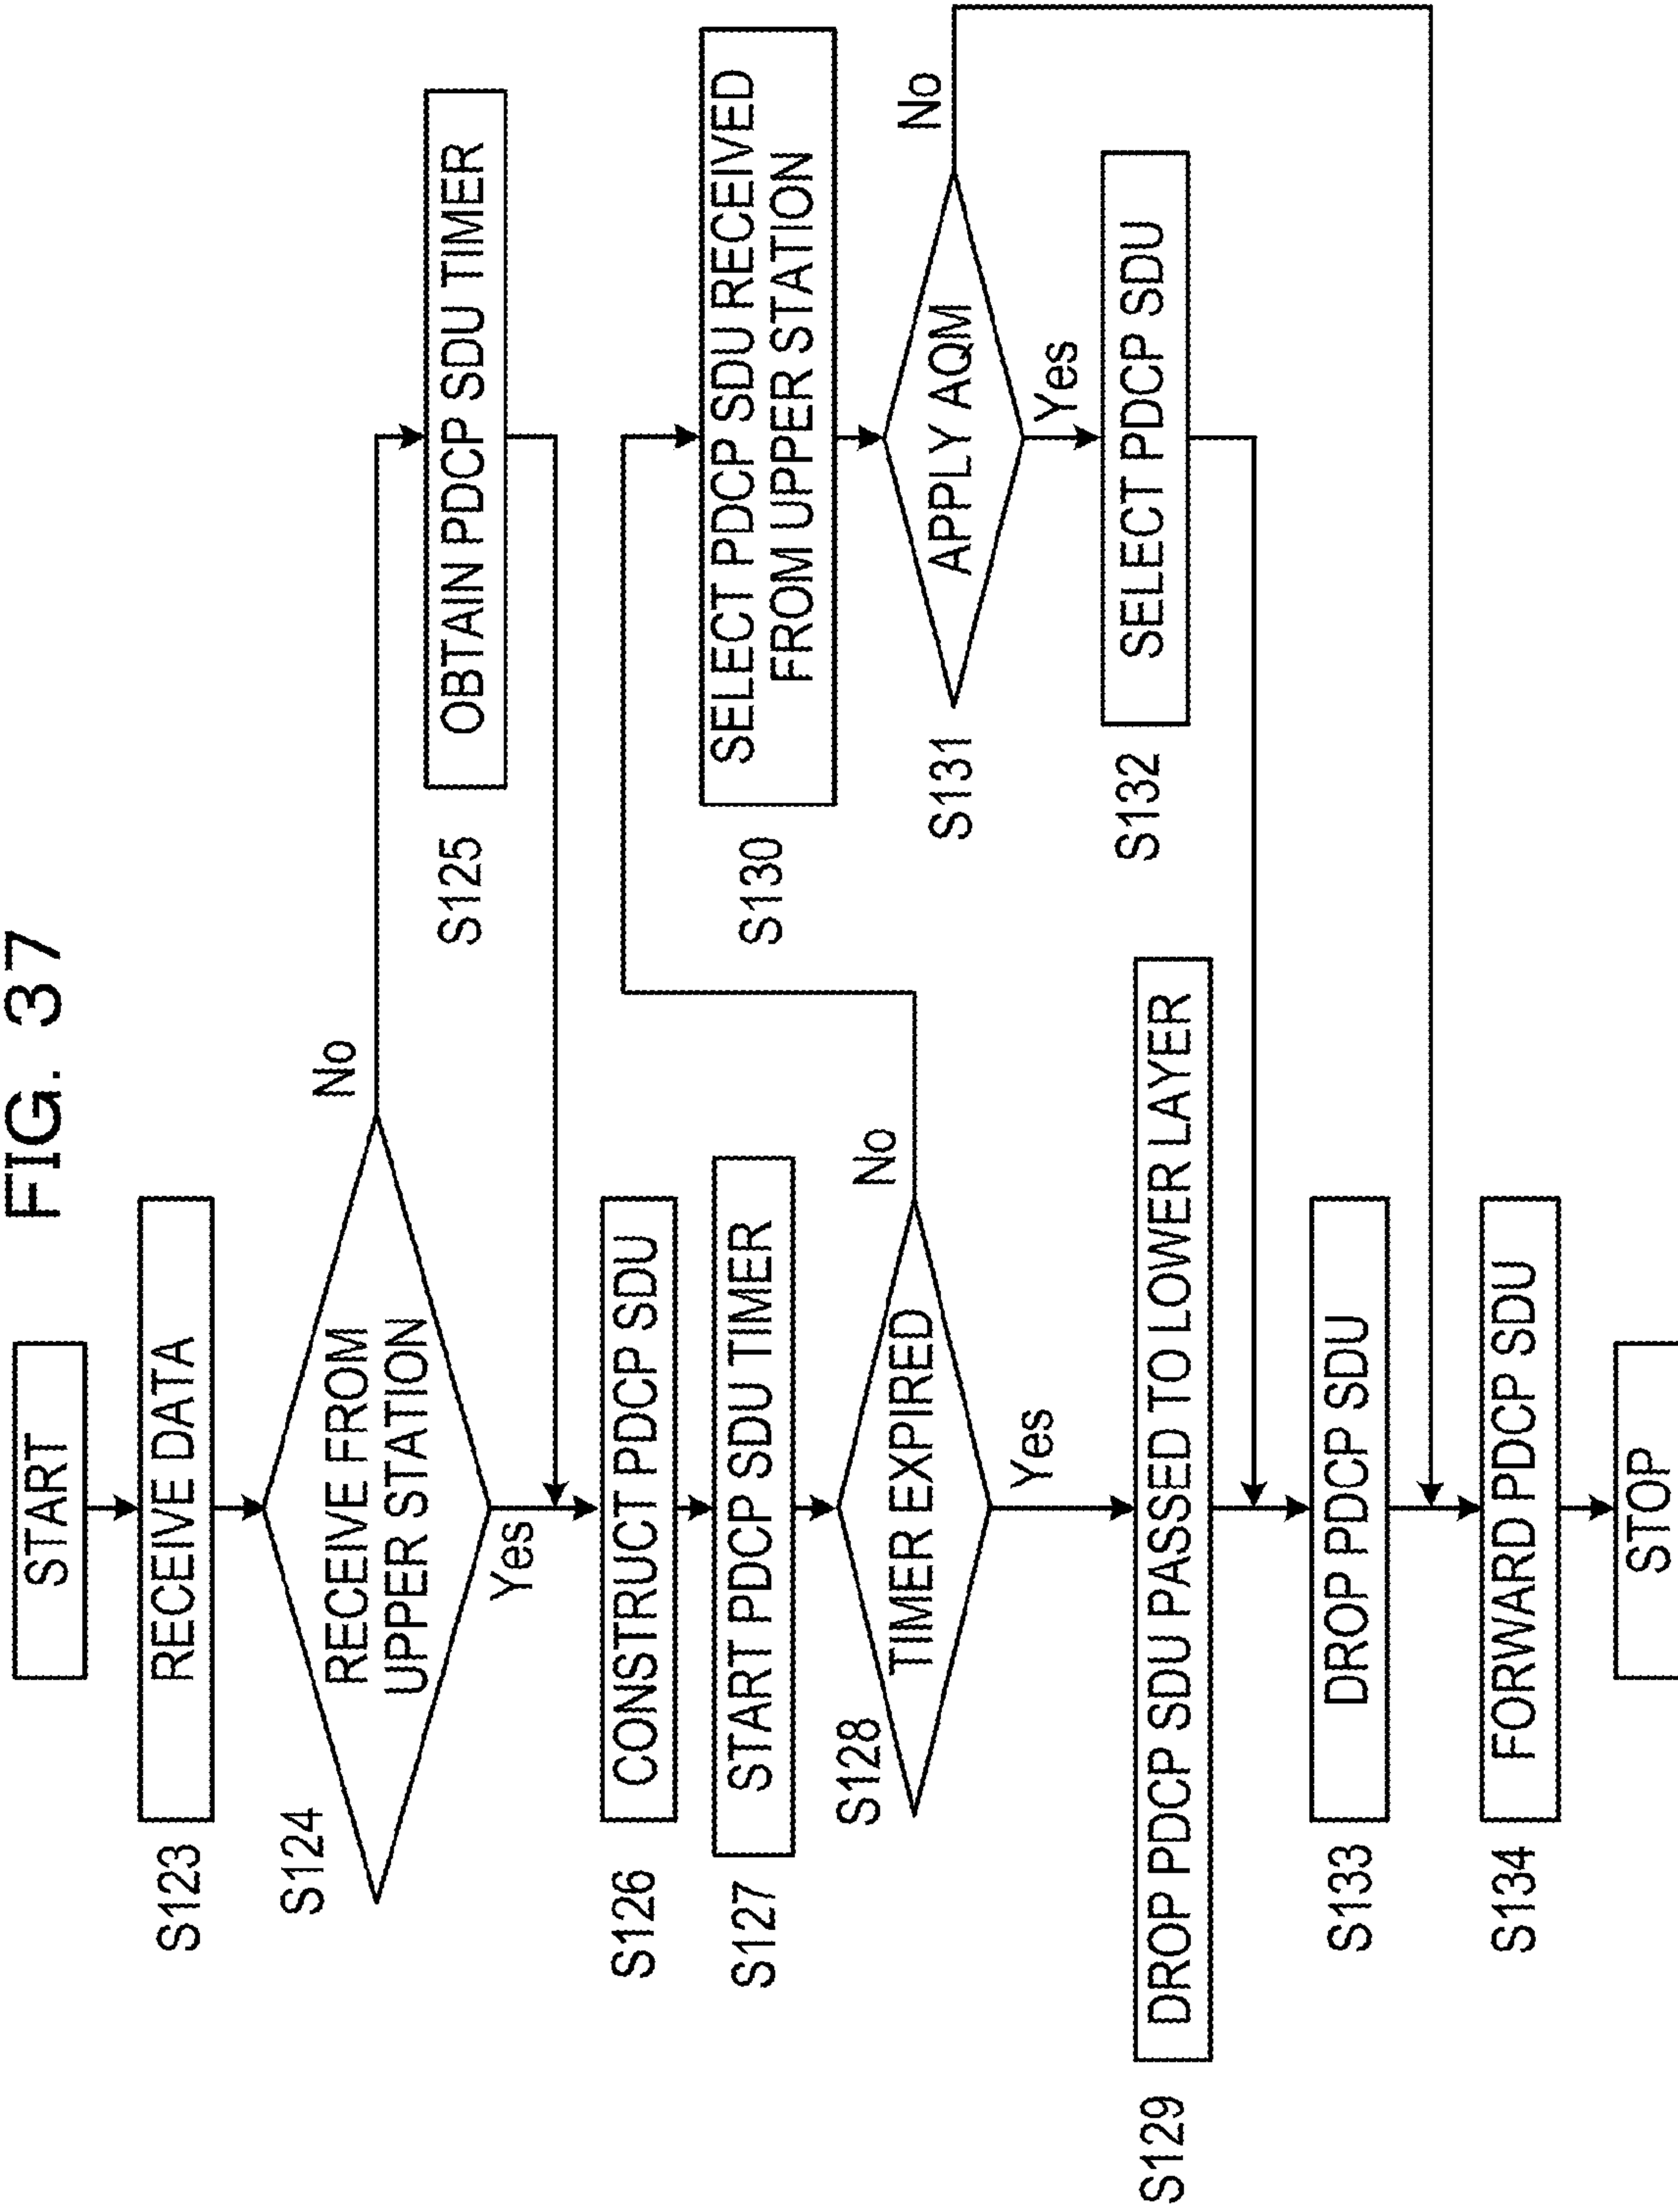 FIG. 37
START
S123
RECEIVE DATA
S124
RECEIVE FROM
UPPER STATION
No
Yes
S125
OBTAIN PDCP SDU TIMER
S126
CONSTRUCT PDCP SDU
S127
START PDCP SDU TIMER
S128
TIMER EXPIRED
No
Yes
S130
SELECT PDCP SDU RECEIVED
FROM UPPER STATION
S131
APPLY AQM
No
Yes
S132
SELECT PDCP SDU
S129
DROP PDCP SDU PASSED TO LOWER LAYER
S133
DROP PDCP SDU
S134
FORWARD PDCP SDU
STOP